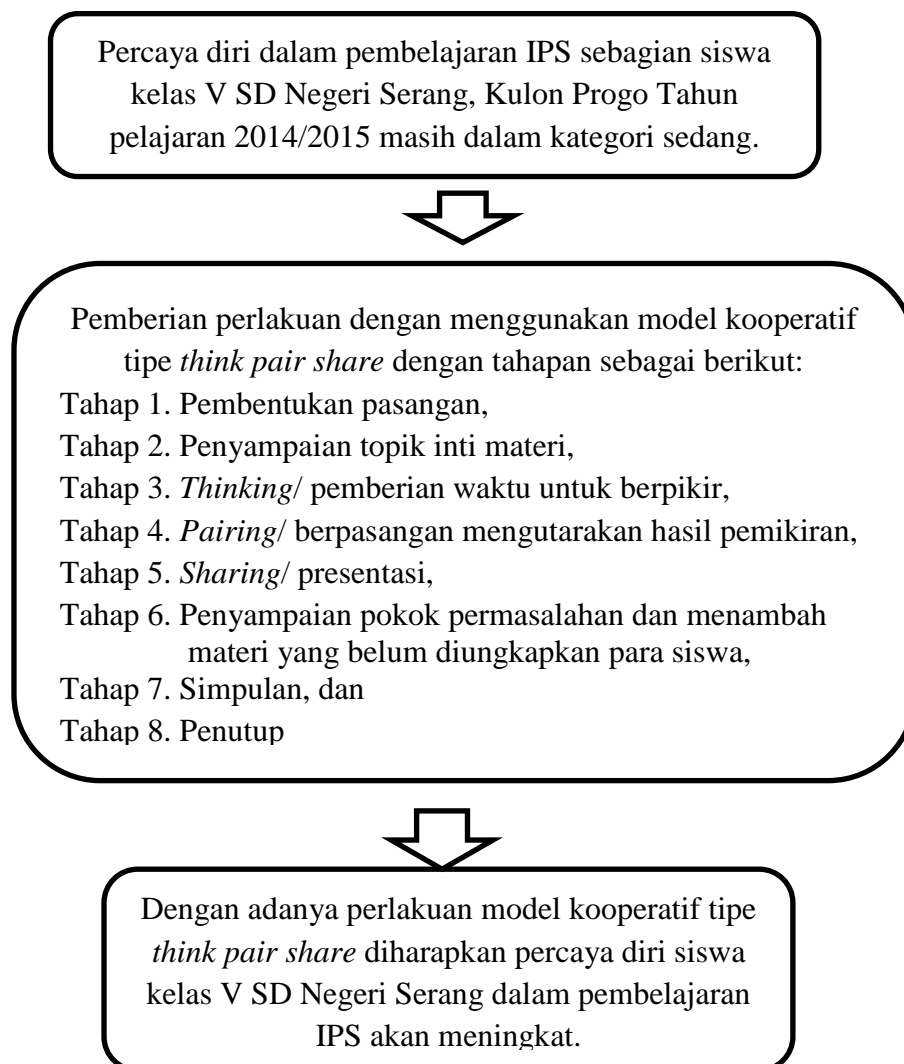 Percaya diri dalam pembelajaran IPS sebagian siswa
kelas V SD Negeri Serang, Kulon Progo Tahun
pelajaran 2014/2015 masih dalam kategori sedang.
Pemberian perlakuan dengan menggunakan model kooperatif
tipe think pair share dengan tahapan sebagai berikut:
Tahap 1. Pembentukan pasangan,
Tahap 2. Penyampaian topik inti materi,
Tahap 3. Thinking/ pemberian waktu untuk berpikir,
Tahap 4. Pairing/ berpasangan mengutarakan hasil pemikiran,
Tahap 5. Sharing/ presentasi,
Tahap 6. Penyampaian pokok permasalahan dan menambah
materi yang belum diungkapkan para siswa,
Tahap 7. Simpulan, dan
Tahap 8. Penutup
Dengan adanya perlakuan model kooperatif tipe
think pair share diharapkan percaya diri siswa
kelas V SD Negeri Serang dalam pembelajaran
IPS akan meningkat.